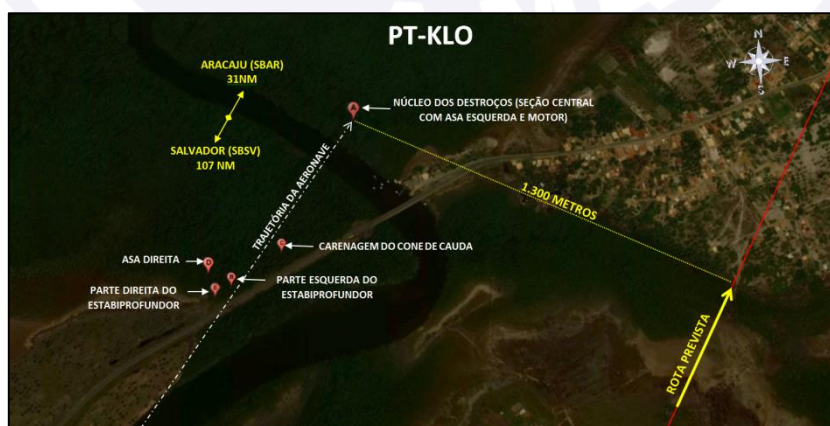 PT-KLO
ARACAJU (SBAR)
31NM
SALVADOR (SBSV)
107 NM
N
W E
S
NÚCLEO DOS DESTROÇOS (SEÇÃO CENTRAL
COM ASA ESQUERDA E MOTOR)
A
TRAJETÓRIA DA AERONAVE
1.300 METROS
C
CARENAGEM DO CONE DE CAUDA
ASA DIREITA
D
B
PARTE ESQUERDA DO
ESTABIPROFUNDOR
PARTE DIREITA DO
ESTABIPROFUNDOR
E
ROTA PREVISTA